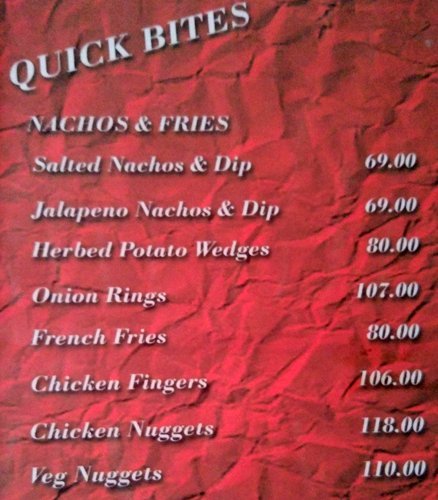 QUICK BITES
NACHOS & FRIES
Salted Nachos & Dip 69.00
Jalapeno Nachos & Dip 69.00
Herbed Potato Wedges 80.00
Onion Rings 107.00
French Fries 80.00
Chicken Fingers 106.00
Chicken Nuggets 118.00
Veg Nuggets 110.00